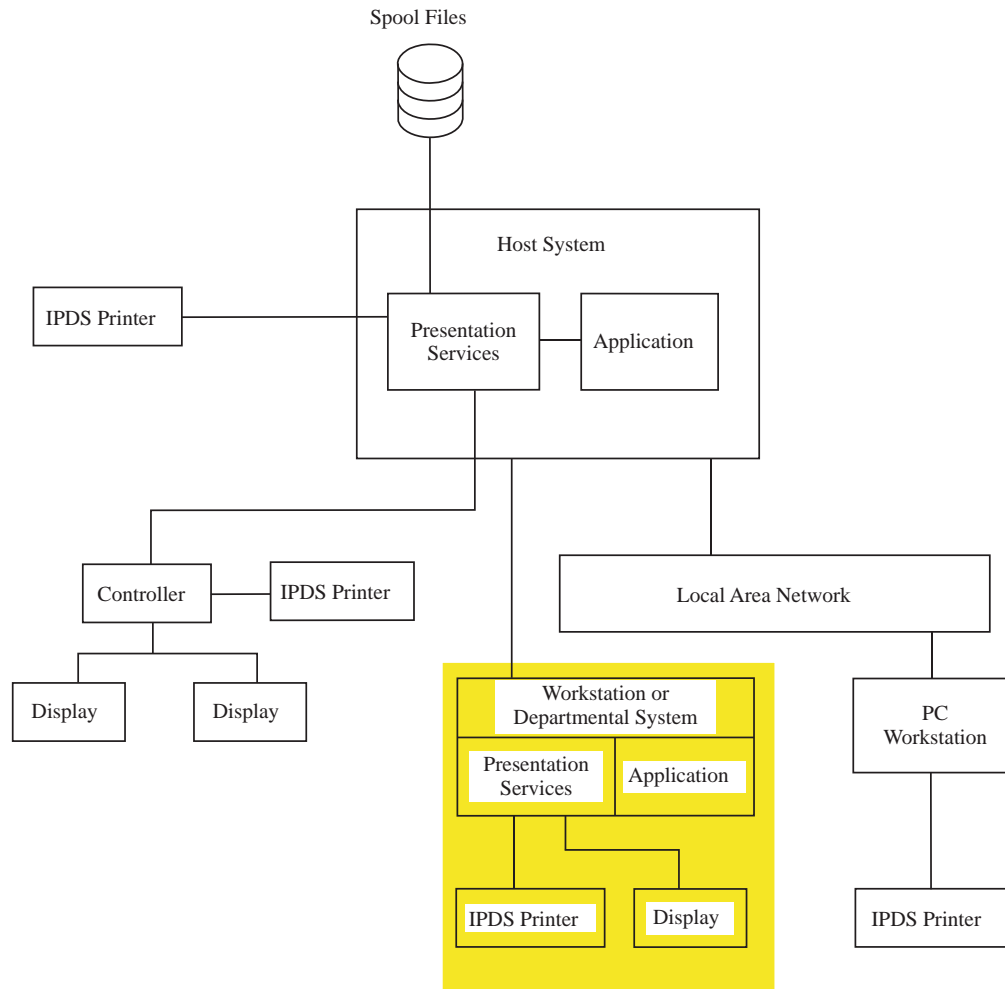 Spool Files
Host System
IPDS Printer
Presentation
Services
Application
Controller
IPDS Printer
Local Area Network
Display
Display
Workstation or
Departmental System
PC
Workstation
Presentation
Services
Application
IPDS Printer
Display
IPDS Printer